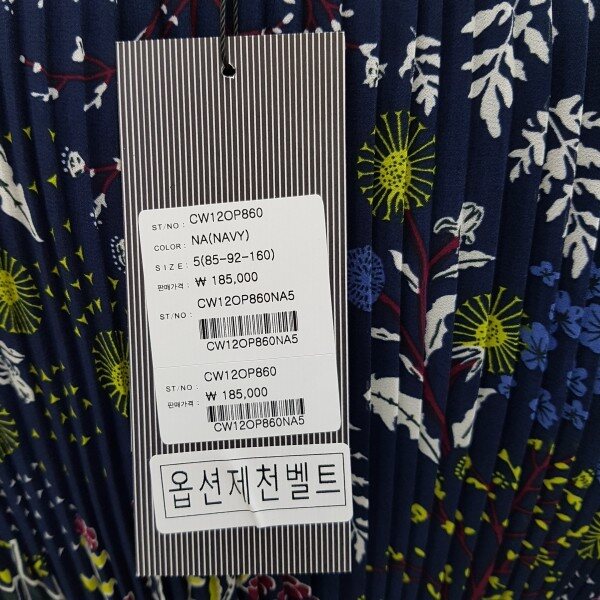 ST/NO : CW12OP860
COLOR : NA(NAVY)
SIZE : 5(85-92-160)
판매가격 : ₩ 185,000
ST/NO : CW12OP860NA5
CW12OP860NA5
ST/NO : CW12OP860
판매가격 : ₩ 185,000
CW12OP860NA5
옵션제천벨트